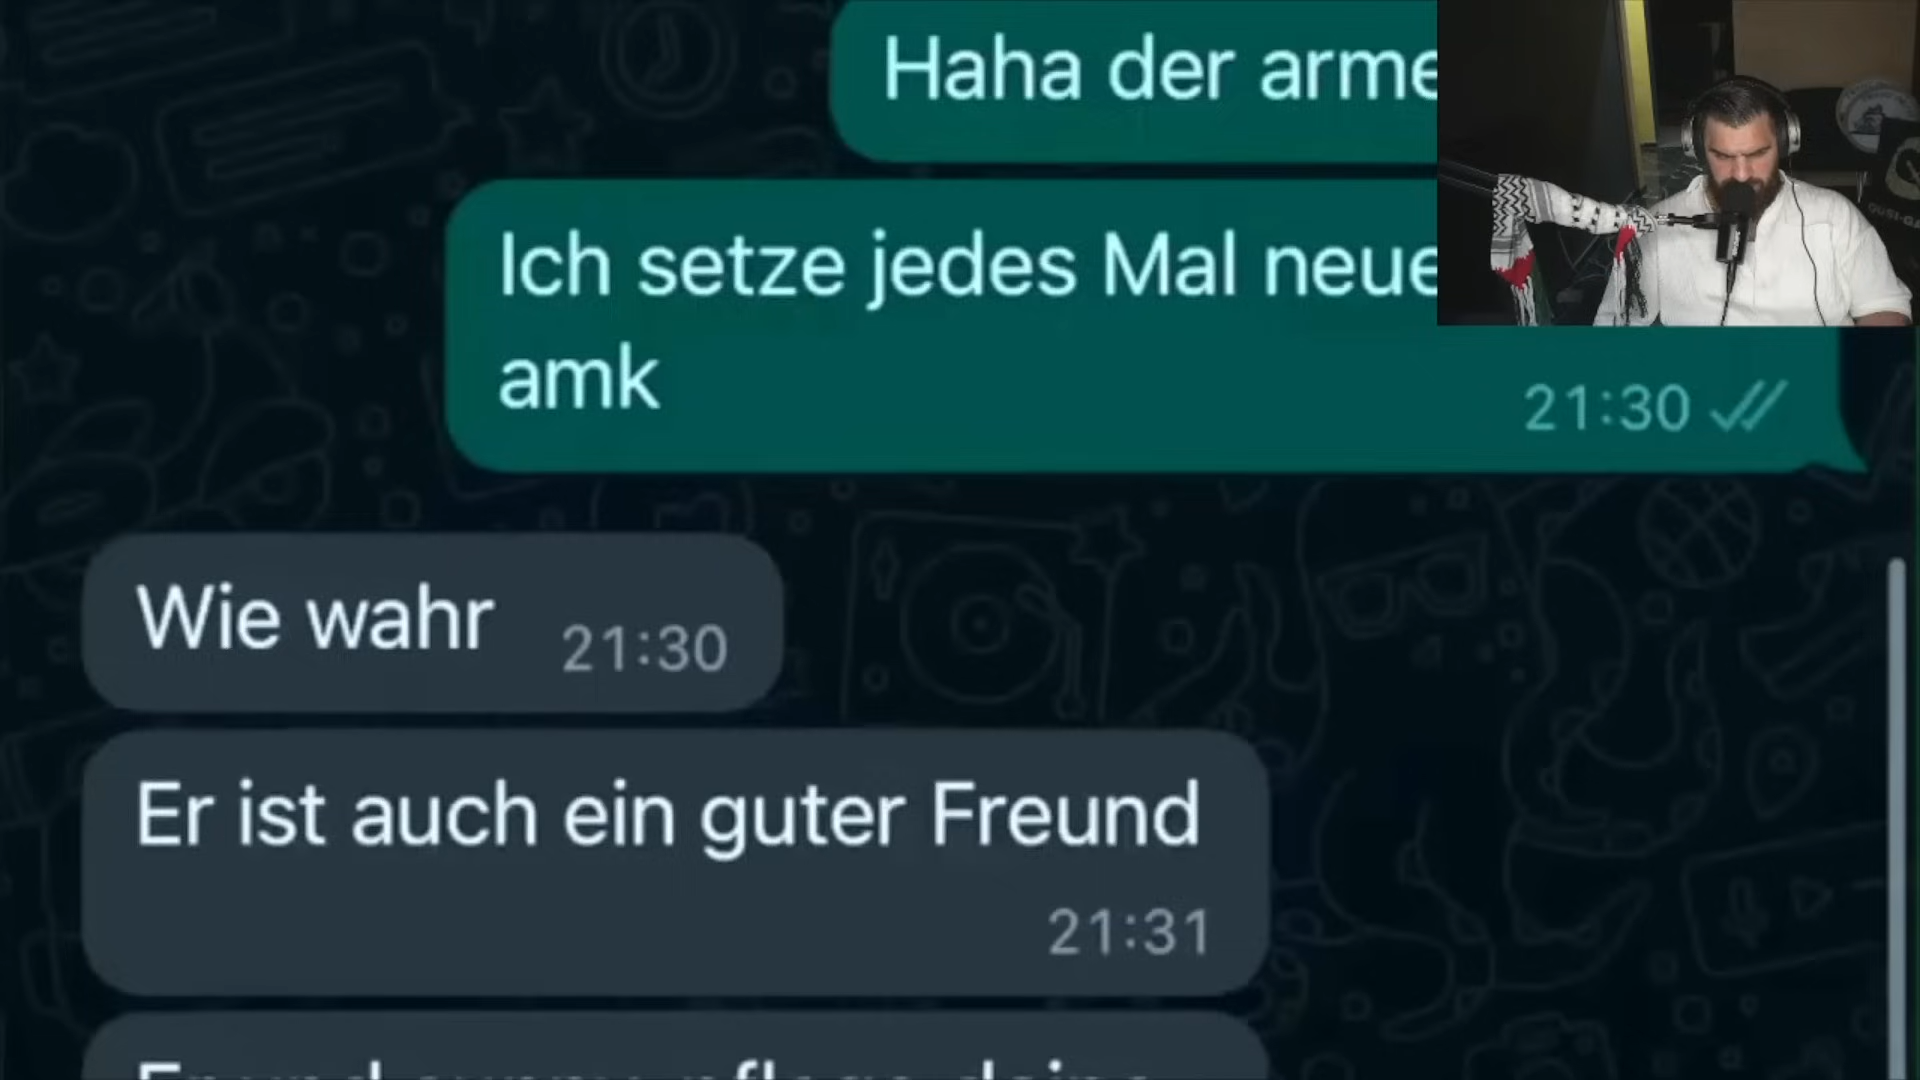 Haha der arme
Ich setze jedes Mal neue
amk
21:30
Wie wahr
21:30
Er ist auch ein guter Freund
21:31